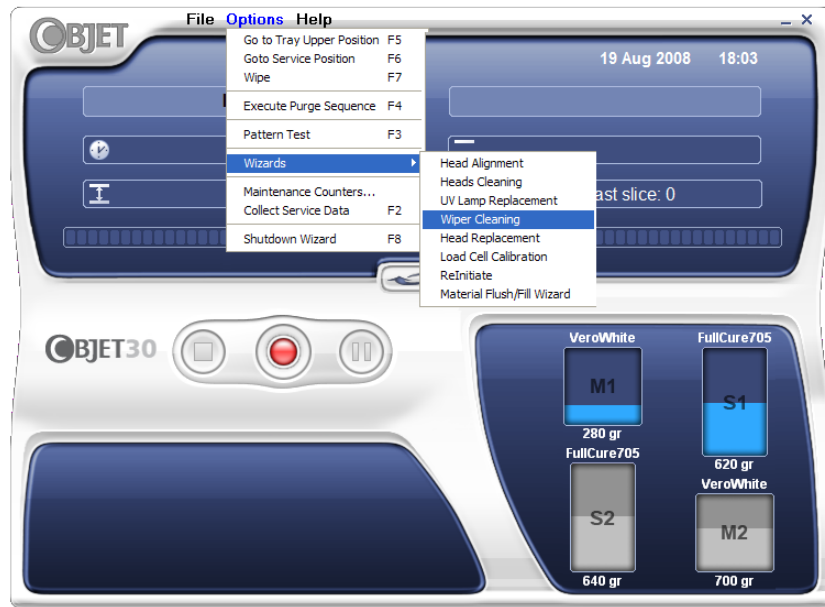 OBJET
File Options Help
19 Aug 2008 18:03
Go to Tray Upper Position F5
Goto Service Position F6
Wipe F7
Execute Purge Sequence F4
Pattern Test F3
Wizards
Maintenance Counters...
Collect Service Data F2
Shutdown Wizard F8
Head Alignment
Heads Cleaning
UV Lamp Replacement
Wiper Cleaning
Head Replacement
Load Cell Calibration
ReInitiate
Material Flush/Fill Wizard
ast slice: 0
OBJET30
VeroWhite
M1
280 gr
FullCure705
S1
620 gr
FullCure705
S2
640 gr
VeroWhite
M2
700 gr